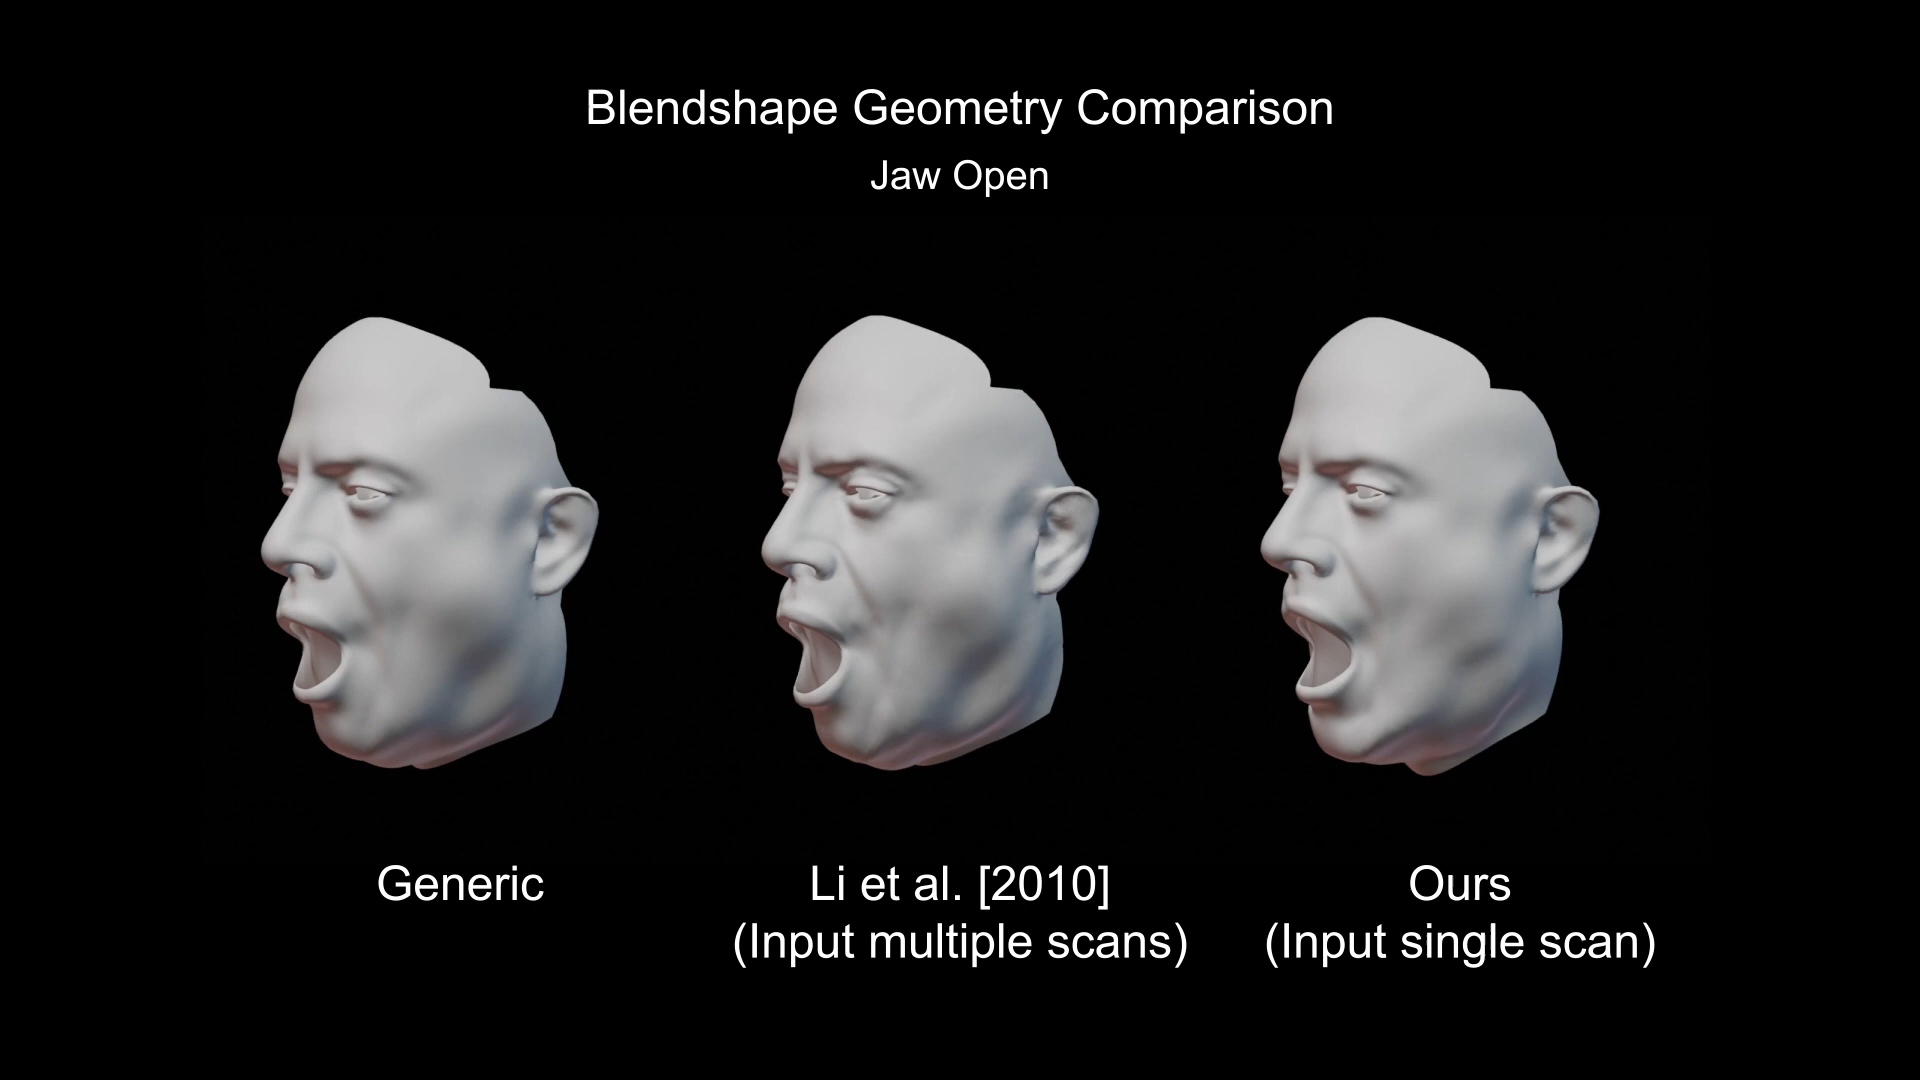 Blendshape Geometry Comparison
Jaw Open
Generic
Li et al. [2010]
(Input multiple scans)
Ours
(Input single scan)